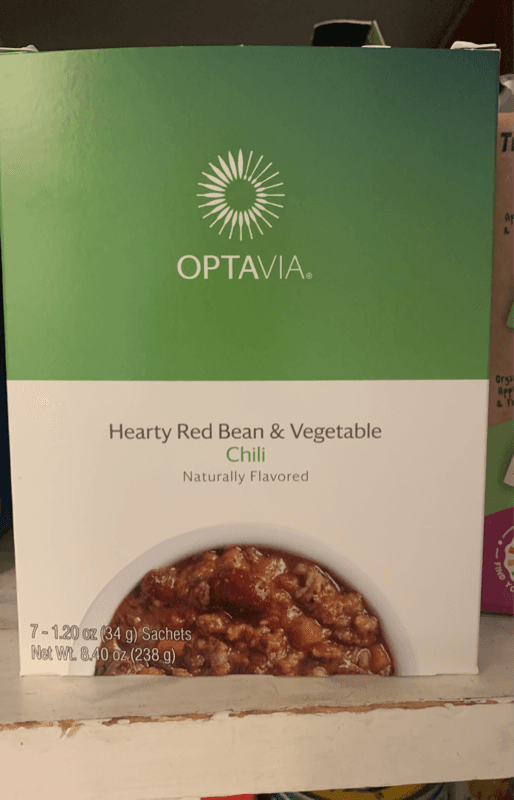 OPTAVIA®
Hearty Red Bean & Vegetable
Chili
Naturally Flavored
7 - 1.20 oz (34 g) Sachets
Net Wt. 8.40 oz (238 g)